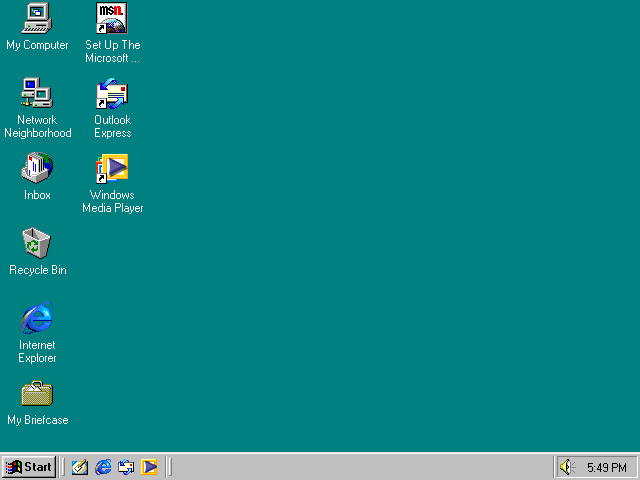 My Computer
msn.
Set Up The
Microsoft ...
Network
Neighborhood
Outlook
Express
Inbox
Windows
Media Player
Recycle Bin
Internet
Explorer
My Briefcase
Start
5:49 PM